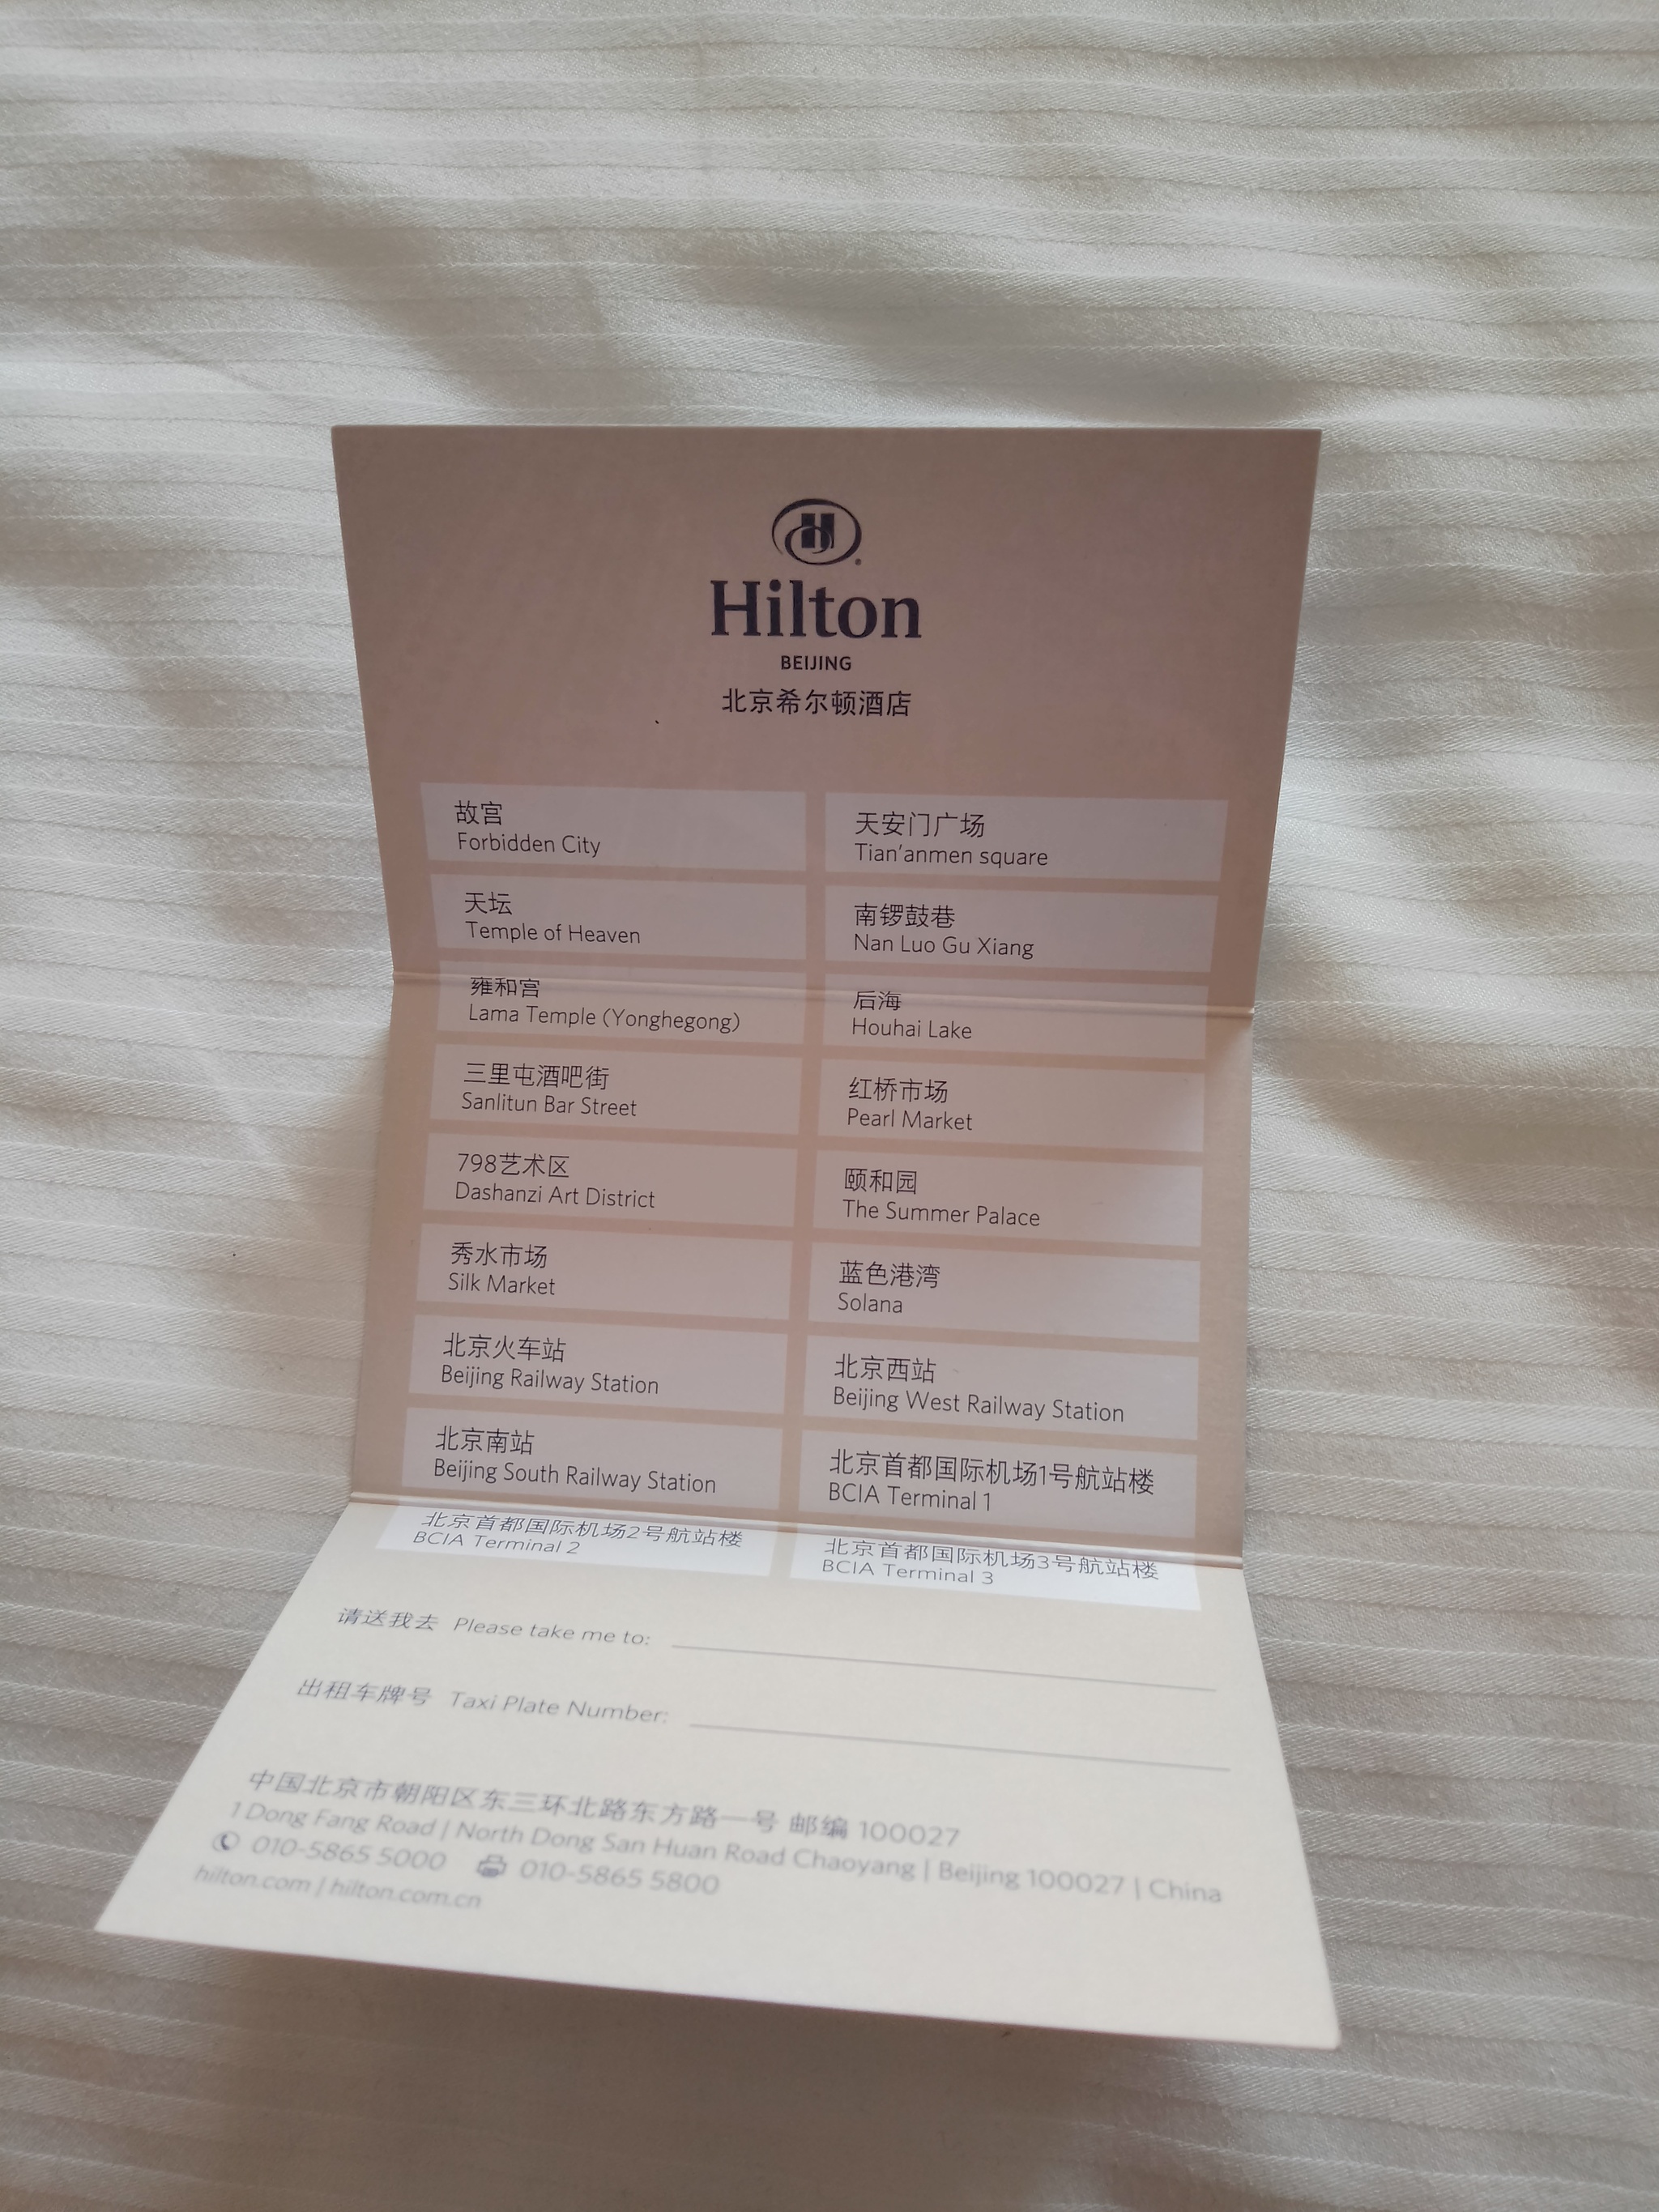 Hilton
BEIJING
北京希尔顿酒店
故宫
Forbidden City
天安门广场
Tian'anmen square
天坛
Temple of Heaven
南锣鼓巷
Nan Luo Gu Xiang
雍和宫
Lama Temple (Yonghegong)
后海
Houhai Lake
三里屯酒吧街
Sanlitun Bar Street
红桥市场
Pearl Market
798艺术区
Dashanzi Art District
颐和园
The Summer Palace
秀水市场
Silk Market
蓝色港湾
Solana
北京火车站
Beijing Railway Station
北京西站
Beijing West Railway Station
北京南站
Beijing South Railway Station
北京首都国际机场1号航站楼
BCIA Terminal 1
北京首都国际机场2号航站楼
BCIA Terminal 2
北京首都国际机场3号航站楼
BCIA Terminal 3
请送我去 Please take me to:
出租车牌号 Taxi Plate Number:
中国北京市朝阳区东三环北路东方路一号 邮编 100027
1 Dong Fang Road | North Dong San Huan Road Chaoyang | Beijing 100027 | China
010-5865 5000 010-5865 5800
hilton.com | hilton.com.cn